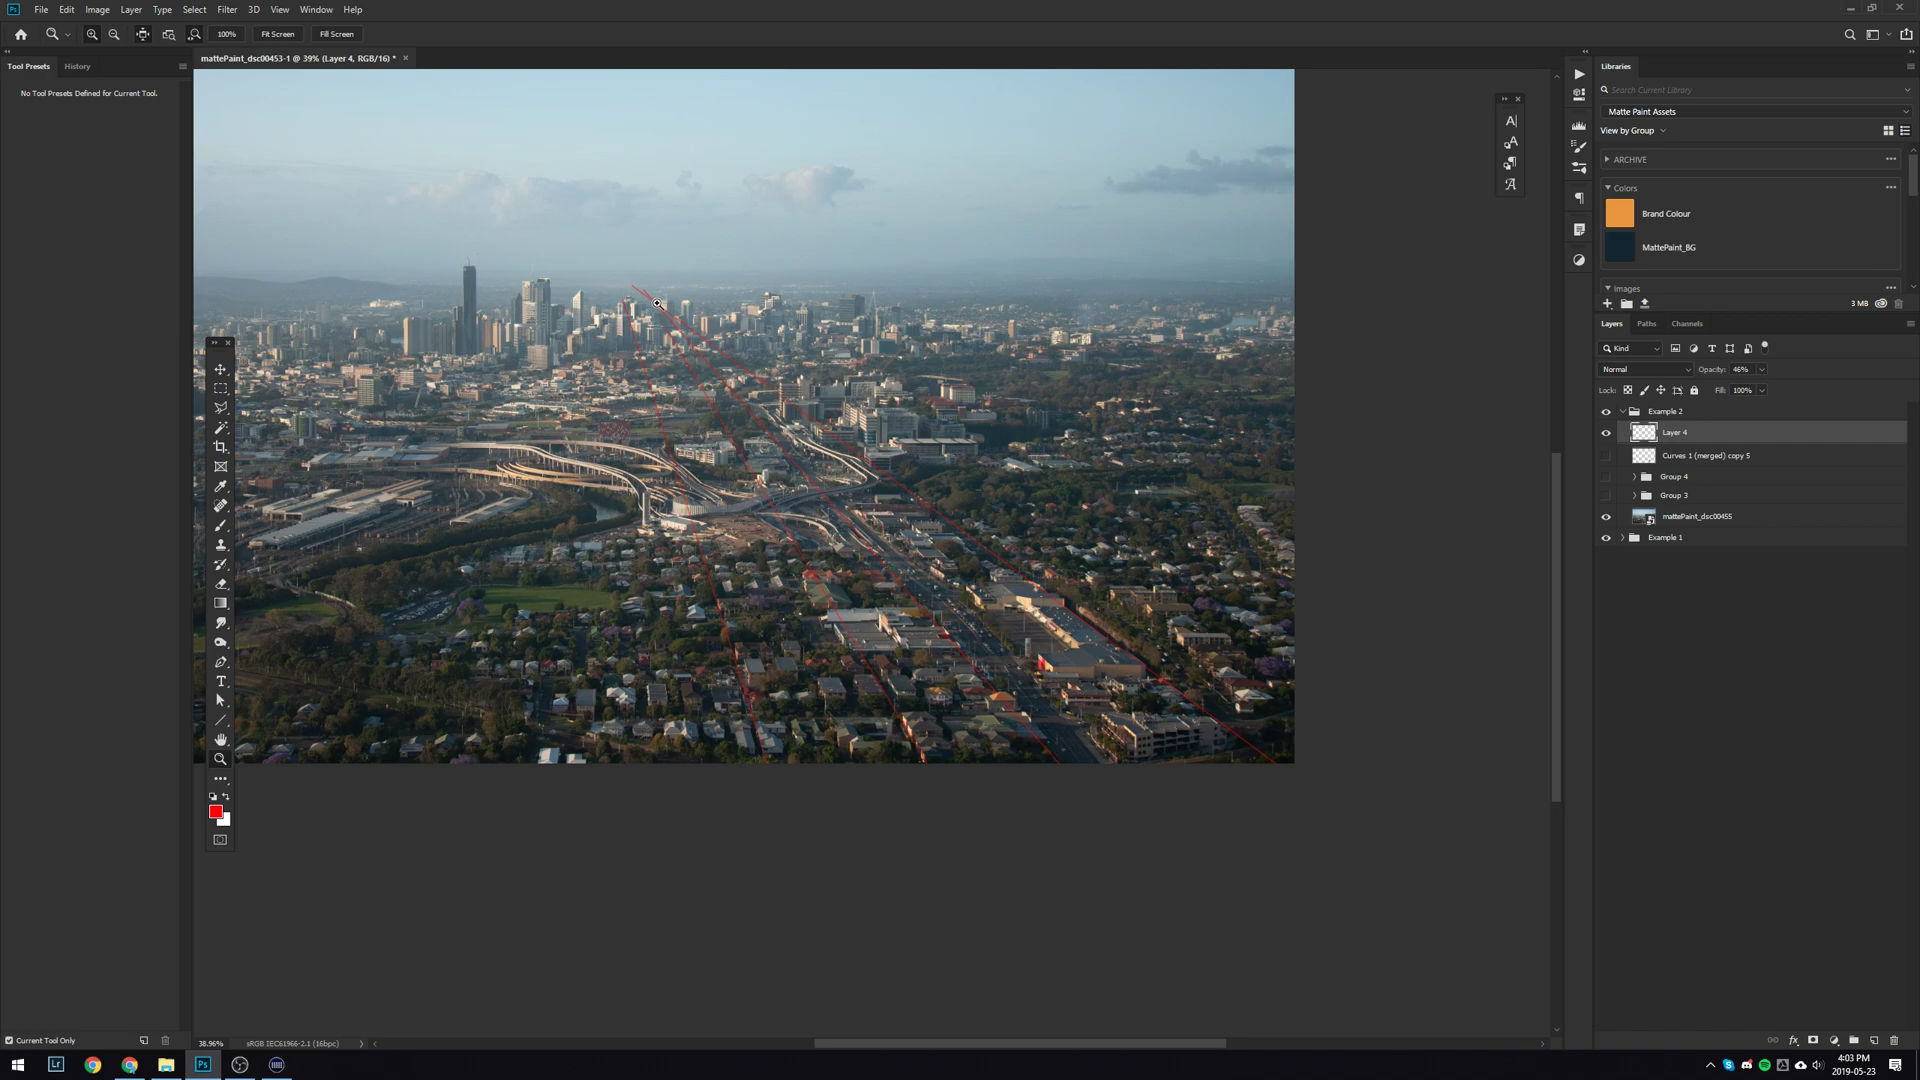 Ps File Edit Image Layer Type Select Filter 3D View Window Help
100% Fit Screen Fill Screen
mattePaint_dsc00453-1 @ 39% (Layer 4, RGB/16) * ×
Tool Presets History
No Tool Presets Defined for Current Tool.
Libraries
Search Current Library
Matte Paint Assets
View by Group
ARCHIVE
Colors
Brand Colour
MattePaint_BG
Images
3 MB
Layers Paths Channels
Kind
Normal Opacity: 46%
Lock: Fill: 100%
Example 2
Layer 4
Curves 1 (merged) copy 5
Group 4
Group 3
mattePaint_dsc00455
Example 1
Current Tool Only
38.96% sRGB IEC61966-2.1 (16bpc)
Lr Ps
4:03 PM
2019-05-23